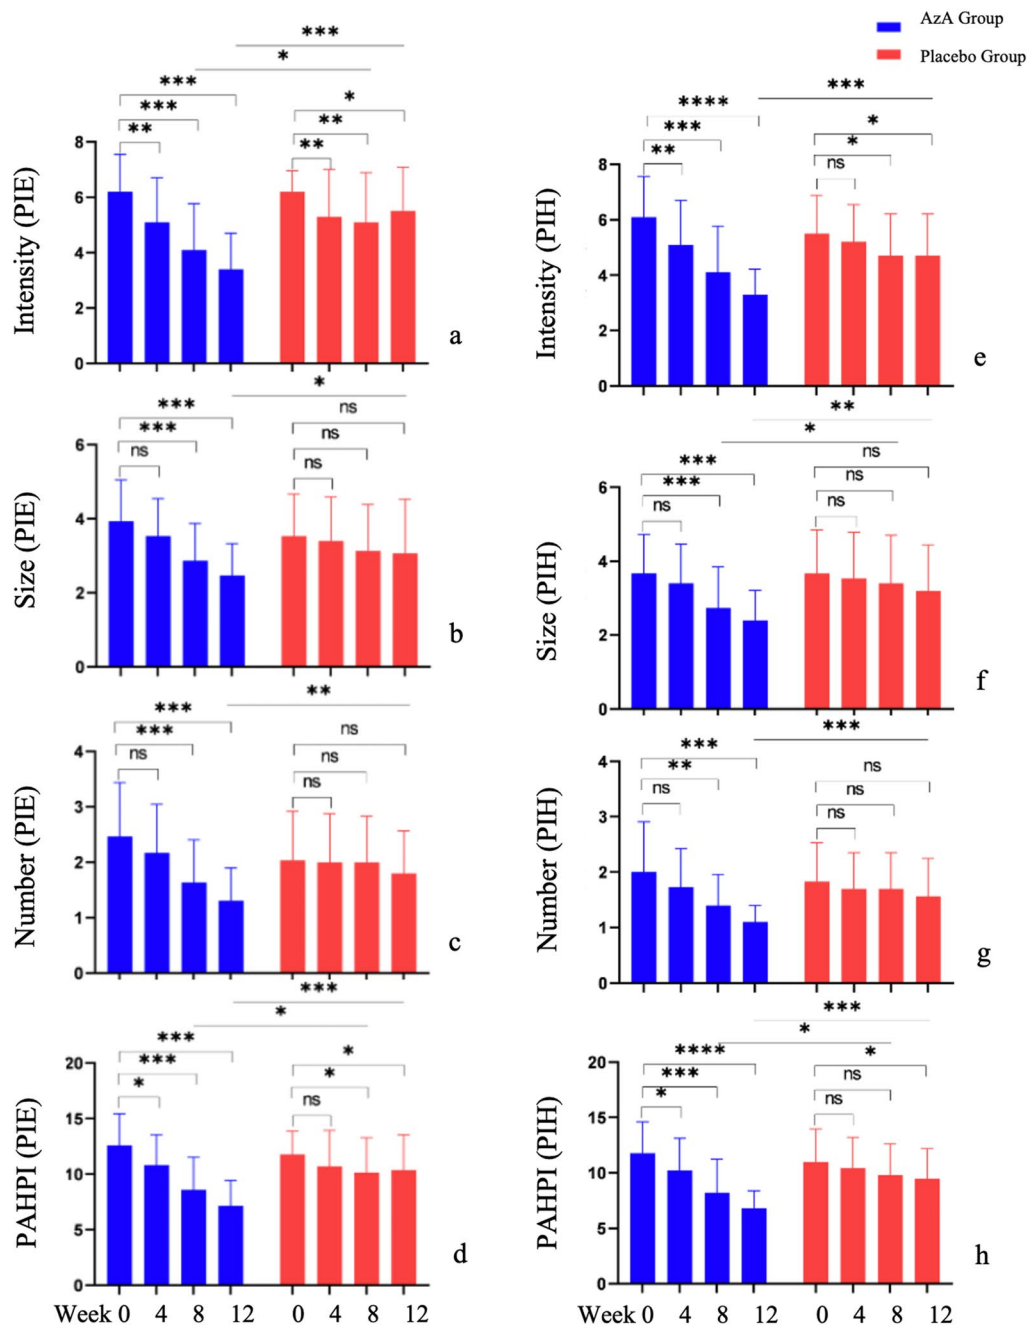 AzA Group
Placebo Group
*** 
*
***
***
**
*
**
**
8
6
4
2
0
Intensity (PIE)
a
***
****
***
**
*
*
ns
8
6
4
2
0
Intensity (PIH)
e
*
***
***
ns
ns
ns
ns
6
4
2
0
Size (PIE)
b
**
*
***
***
ns
ns
ns
ns
6
4
2
0
Size (PIH)
f
**
***
***
ns
ns
ns
ns
4
3
2
1
0
Number (PIE)
c
***
***
**
ns
ns
ns
ns
4
3
2
1
0
Number (PIH)
g
***
*
***
***
*
*
*
ns
20
15
10
5
0
PAHPI (PIE)
d
***
*
****
***
*
*
ns
ns
20
15
10
5
0
PAHPI (PIH)
h
Week 0 4 8 12 0 4 8 12
0 4 8 12 0 4 8 12